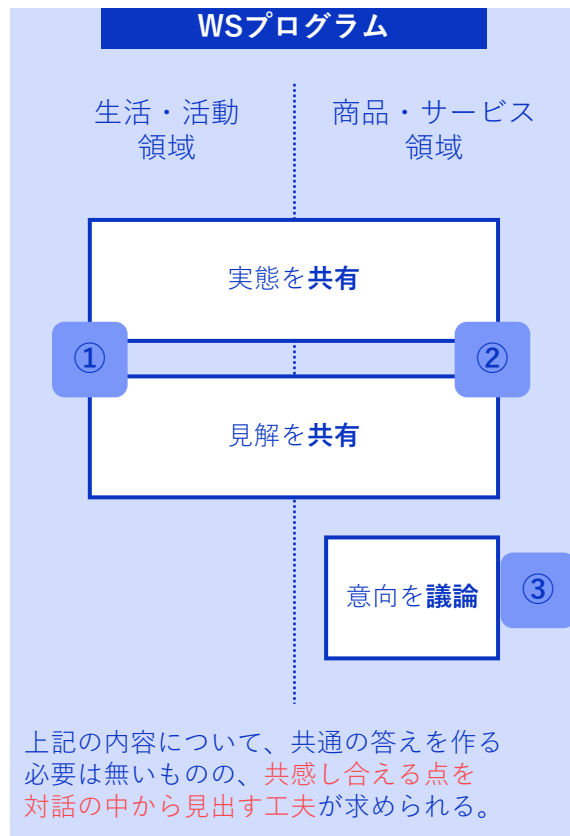 WSプログラム
生活・活動
領域
商品・サービス
領域
実態を共有
①
②
見解を共有
意向を議論
③
上記の内容について、共通の答えを作る
必要は無いものの、共感し合える点を
対話の中から見出す工夫が求められる。